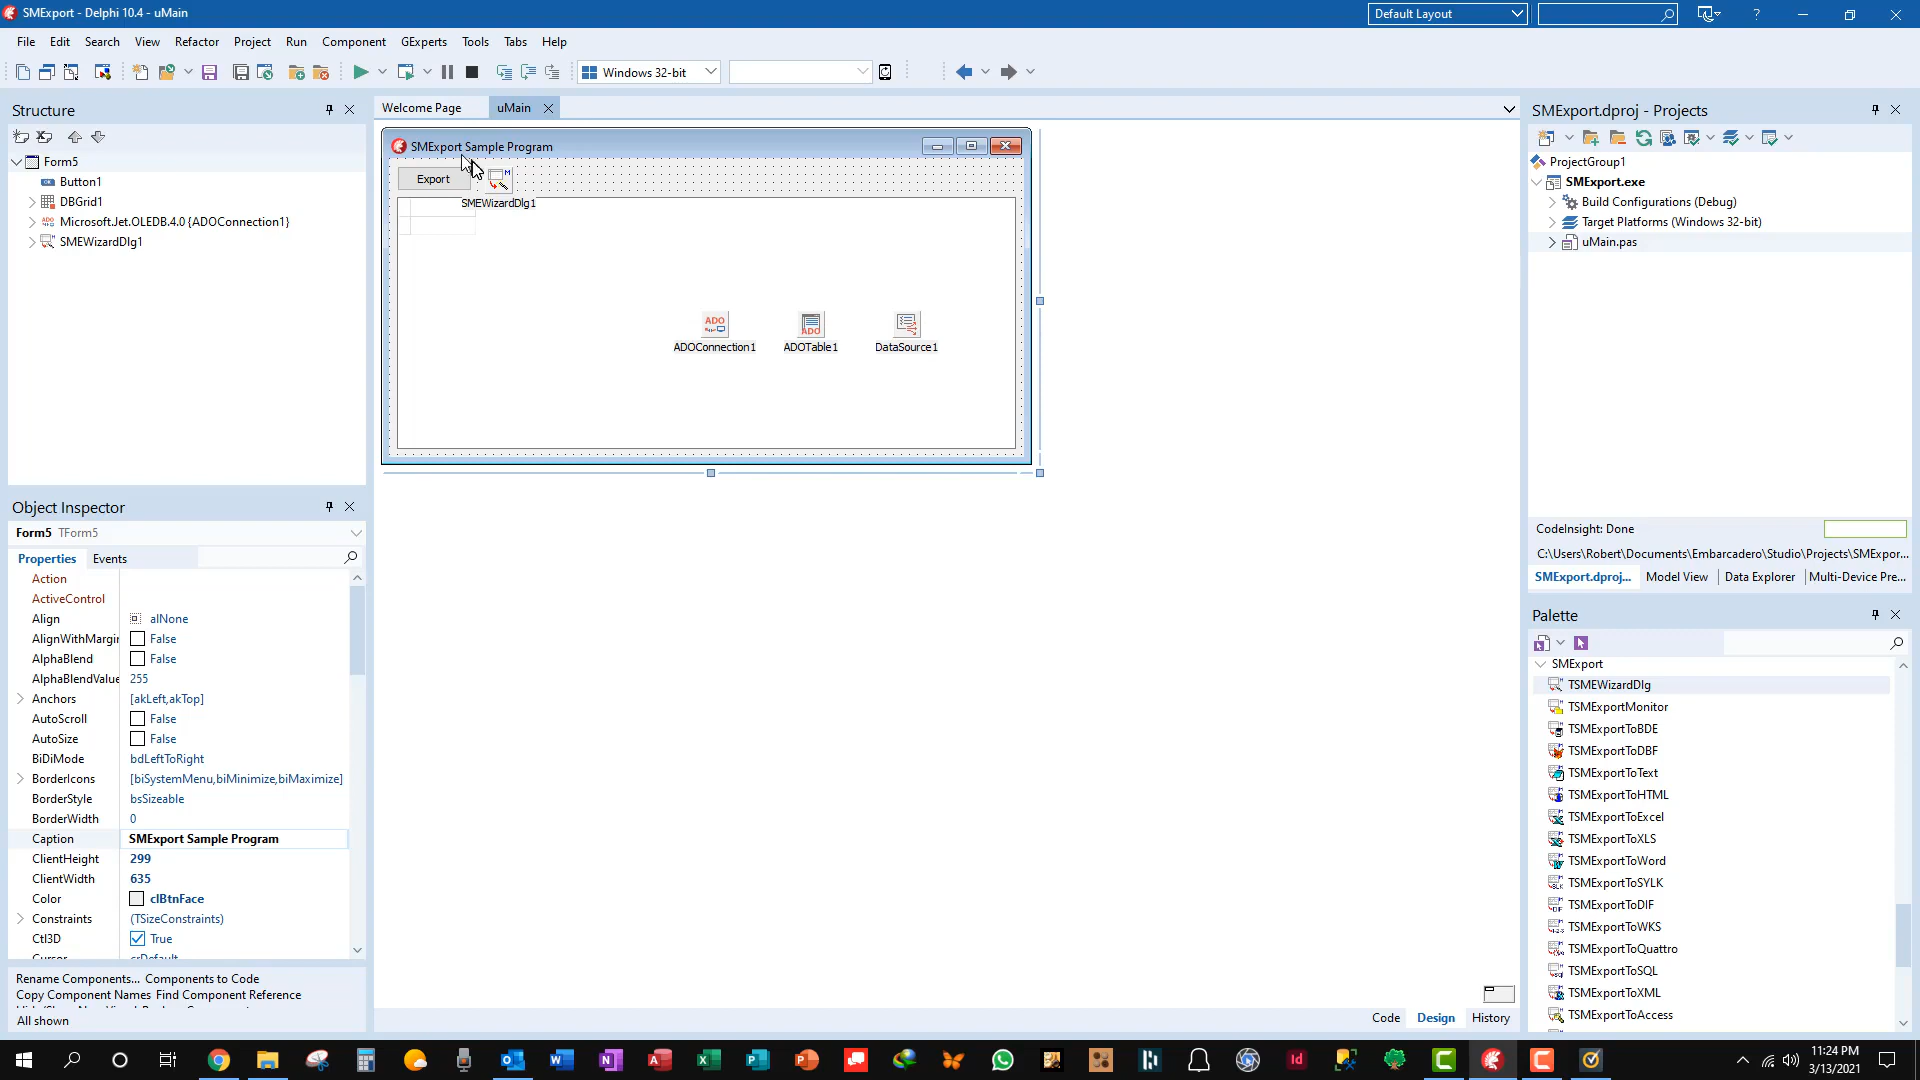 SMExport - Delphi 10.4 - uMain
Default Layout
File Edit Search View Refactor Project Run Component GExperts Tools Tabs Help
Windows 32-bit
Structure
Form5
Button1
DBGrid1
Microsoft.Jet.OLEDB.4.0 {ADOConnection1}
SMEWizardDlg1
Welcome Page
uMain
SMExport Sample Program
Export
SMEWizardDlg1
ADOConnection1
ADOTable1
DataSource1
Object Inspector
Form5 TForm5
Properties Events
Action
ActiveControl
Align alNone
AlignWithMargin False
AlphaBlend False
AlphaBlendValue 255
Anchors [akLeft,akTop]
AutoScroll False
AutoSize False
BiDiMode bdLeftToRight
BorderIcons [biSystemMenu,biMinimize,biMaximize]
BorderStyle bsSizeable
BorderWidth 0
Caption SMExport Sample Program
ClientHeight 299
ClientWidth 635
Color clBtnFace
Constraints (TSizeConstraints)
Ctl3D True
Cursor crDefault
Rename Components... Components to Code
Copy Component Names Find Component Reference
All shown
Code Design History
SMExport.dproj - Projects
ProjectGroup1
SMExport.exe
Build Configurations (Debug)
Target Platforms (Windows 32-bit)
uMain.pas
CodeInsight: Done
C:\Users\Robert\Documents\Embarcadero\Studio\Projects\SMExpor...
SMExport.dproj... Model View Data Explorer Multi-Device Pre...
Palette
SMExport
TSMEWizardDlg
TSMExportMonitor
TSMExportToBDE
TSMExportToDBF
TSMExportToText
TSMExportToHTML
TSMExportToExcel
TSMExportToXLS
TSMExportToWord
TSMExportToSYLK
TSMExportToDIF
TSMExportToWKS
TSMExportToQuattro
TSMExportToSQL
TSMExportToXML
TSMExportToAccess
11:24 PM
3/13/2021